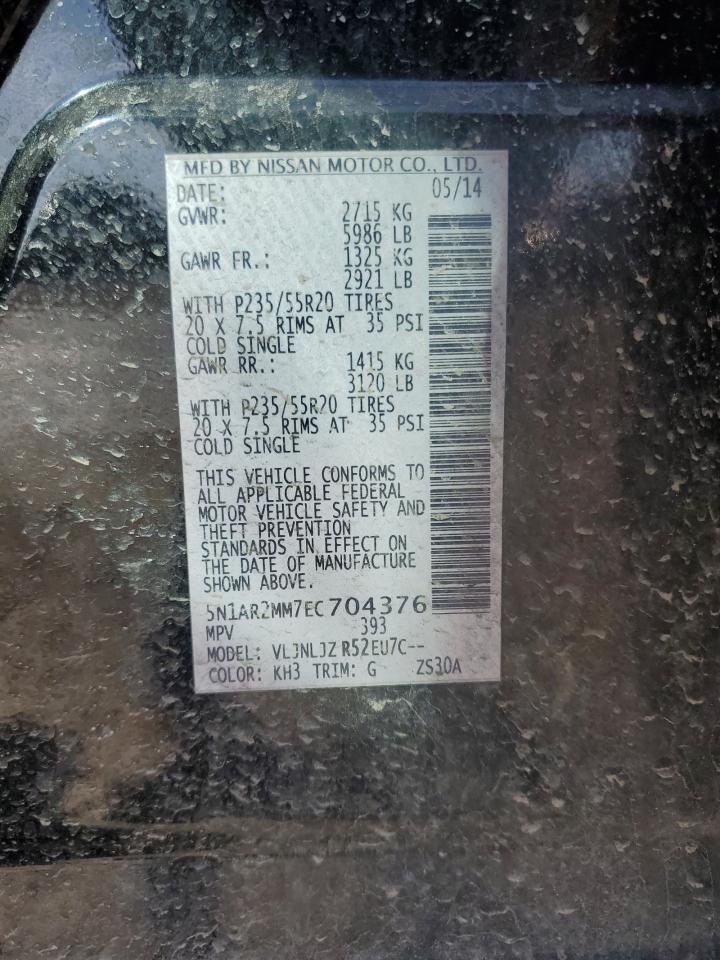 MFD BY NISSAN MOTOR CO., LTD.
DATE: 05/14
GVWR: 2715 KG
5986 LB
GAWR FR.: 1325 KG
2921 LB
WITH P235/55R20 TIRES
20 X 7.5 RIMS AT 35 PSI
COLD SINGLE
GAWR RR.: 1415 KG
3120 LB
WITH P235/55R20 TIRES
20 X 7.5 RIMS AT 35 PSI
COLD SINGLE
THIS VEHICLE CONFORMS TO
ALL APPLICABLE FEDERAL
MOTOR VEHICLE SAFETY AND
THEFT PREVENTION
STANDARDS IN EFFECT ON
THE DATE OF MANUFACTURE
SHOWN ABOVE.
5N1AR2MM7EC704376
MPV 393
MODEL: VLJNLJZ R52EU7C--
COLOR: KH3 TRIM: G ZS30A